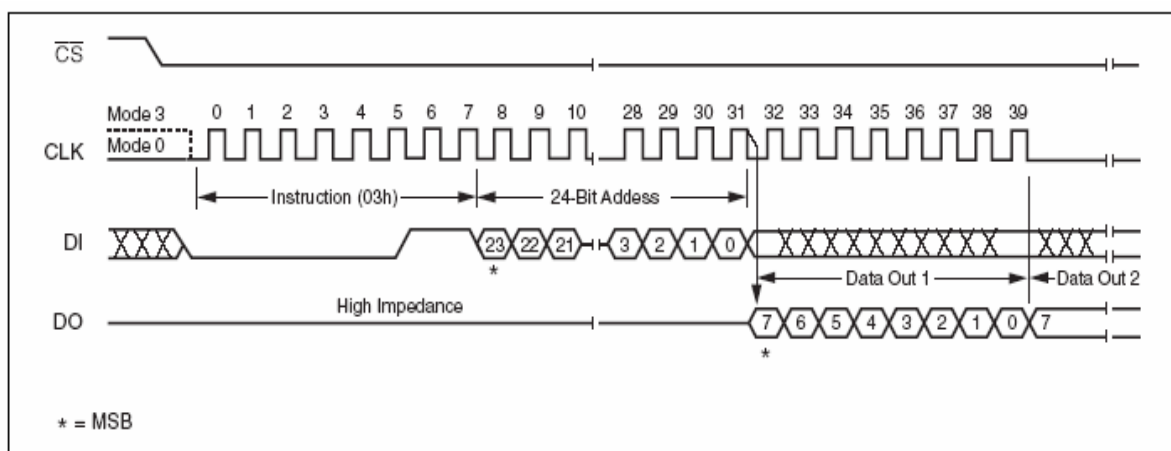 CS
Mode 3 0 1 2 3 4 5 6 7 8 9 10 28 29 30 31 32 33 34 35 36 37 38 39
CLK Mode 0
Instruction (03h) 24-Bit Addess
DI 23 22 21 3 2 1 0
* Data Out 1 Data Out 2
High Impedance
DO 7 6 5 4 3 2 1 0 7
*
* = MSB